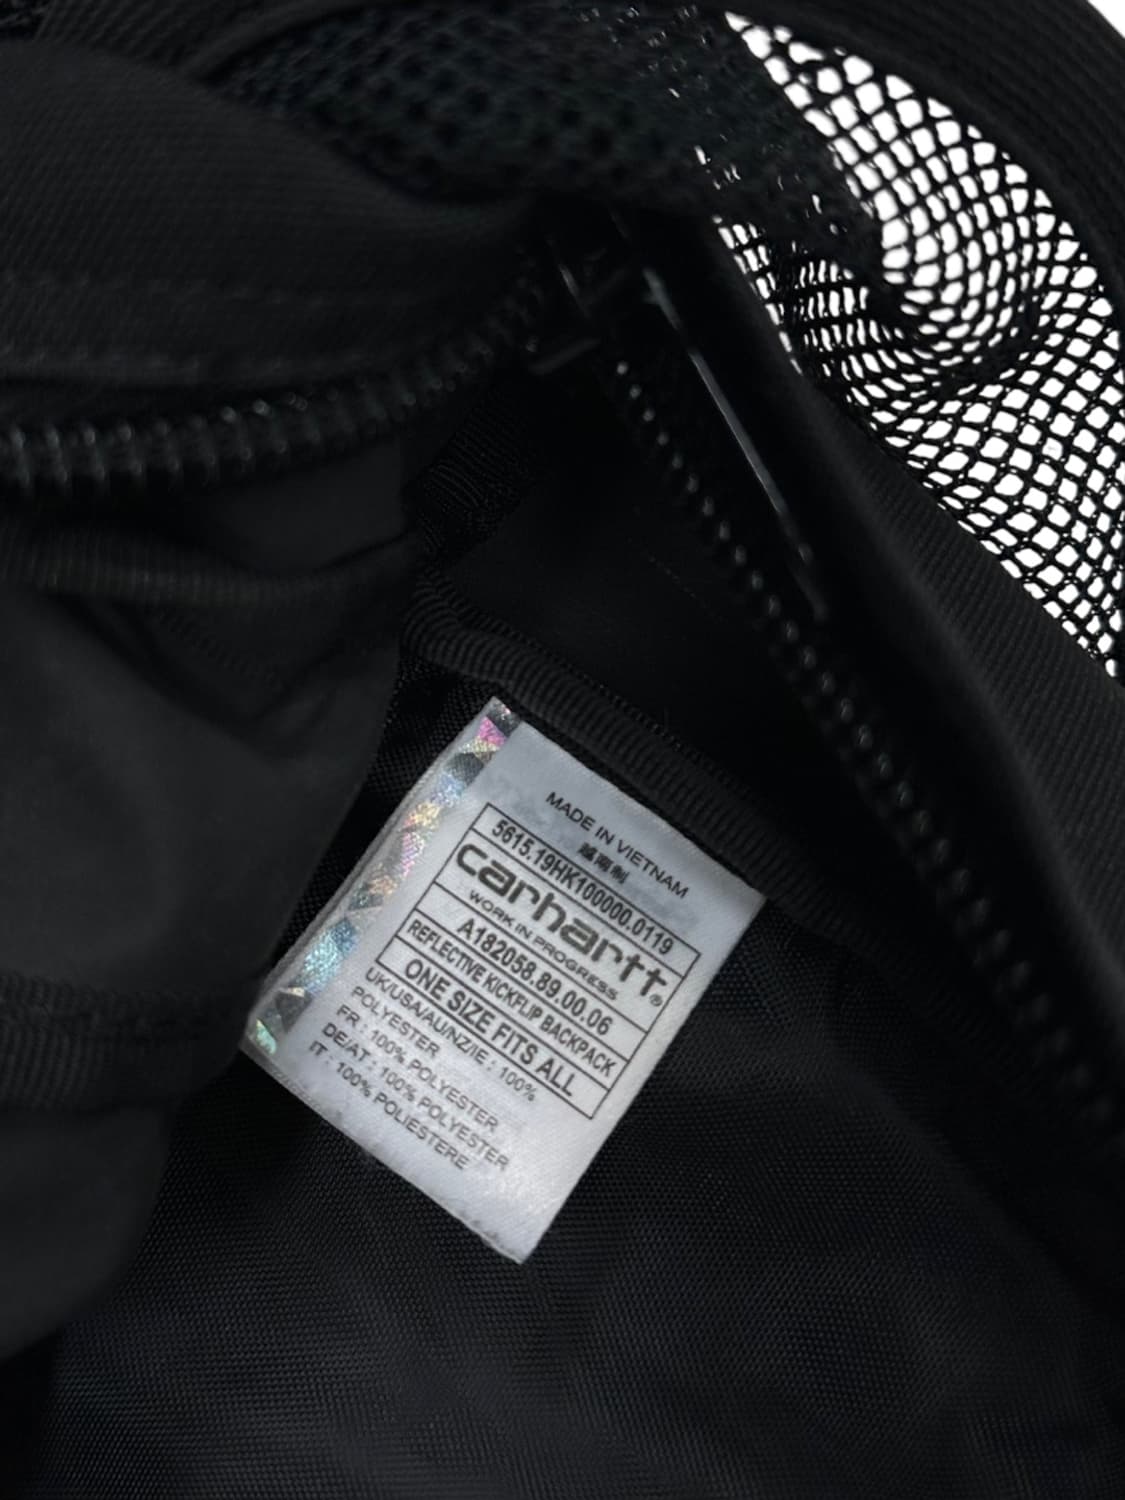 MADE IN VIETNAM
越南制
5615.19HK100000.0119
carhartt®
WORK IN PROGRESS
A182058.89.00.06
REFLECTIVE KICKFLIP BACKPACK
ONE SIZE FITS ALL
UK/USA/AU/NZ/IE : 100%
POLYESTER
FR : 100% POLYESTER
DE/AT : 100% POLYESTER
IT : 100% POLIESTERE